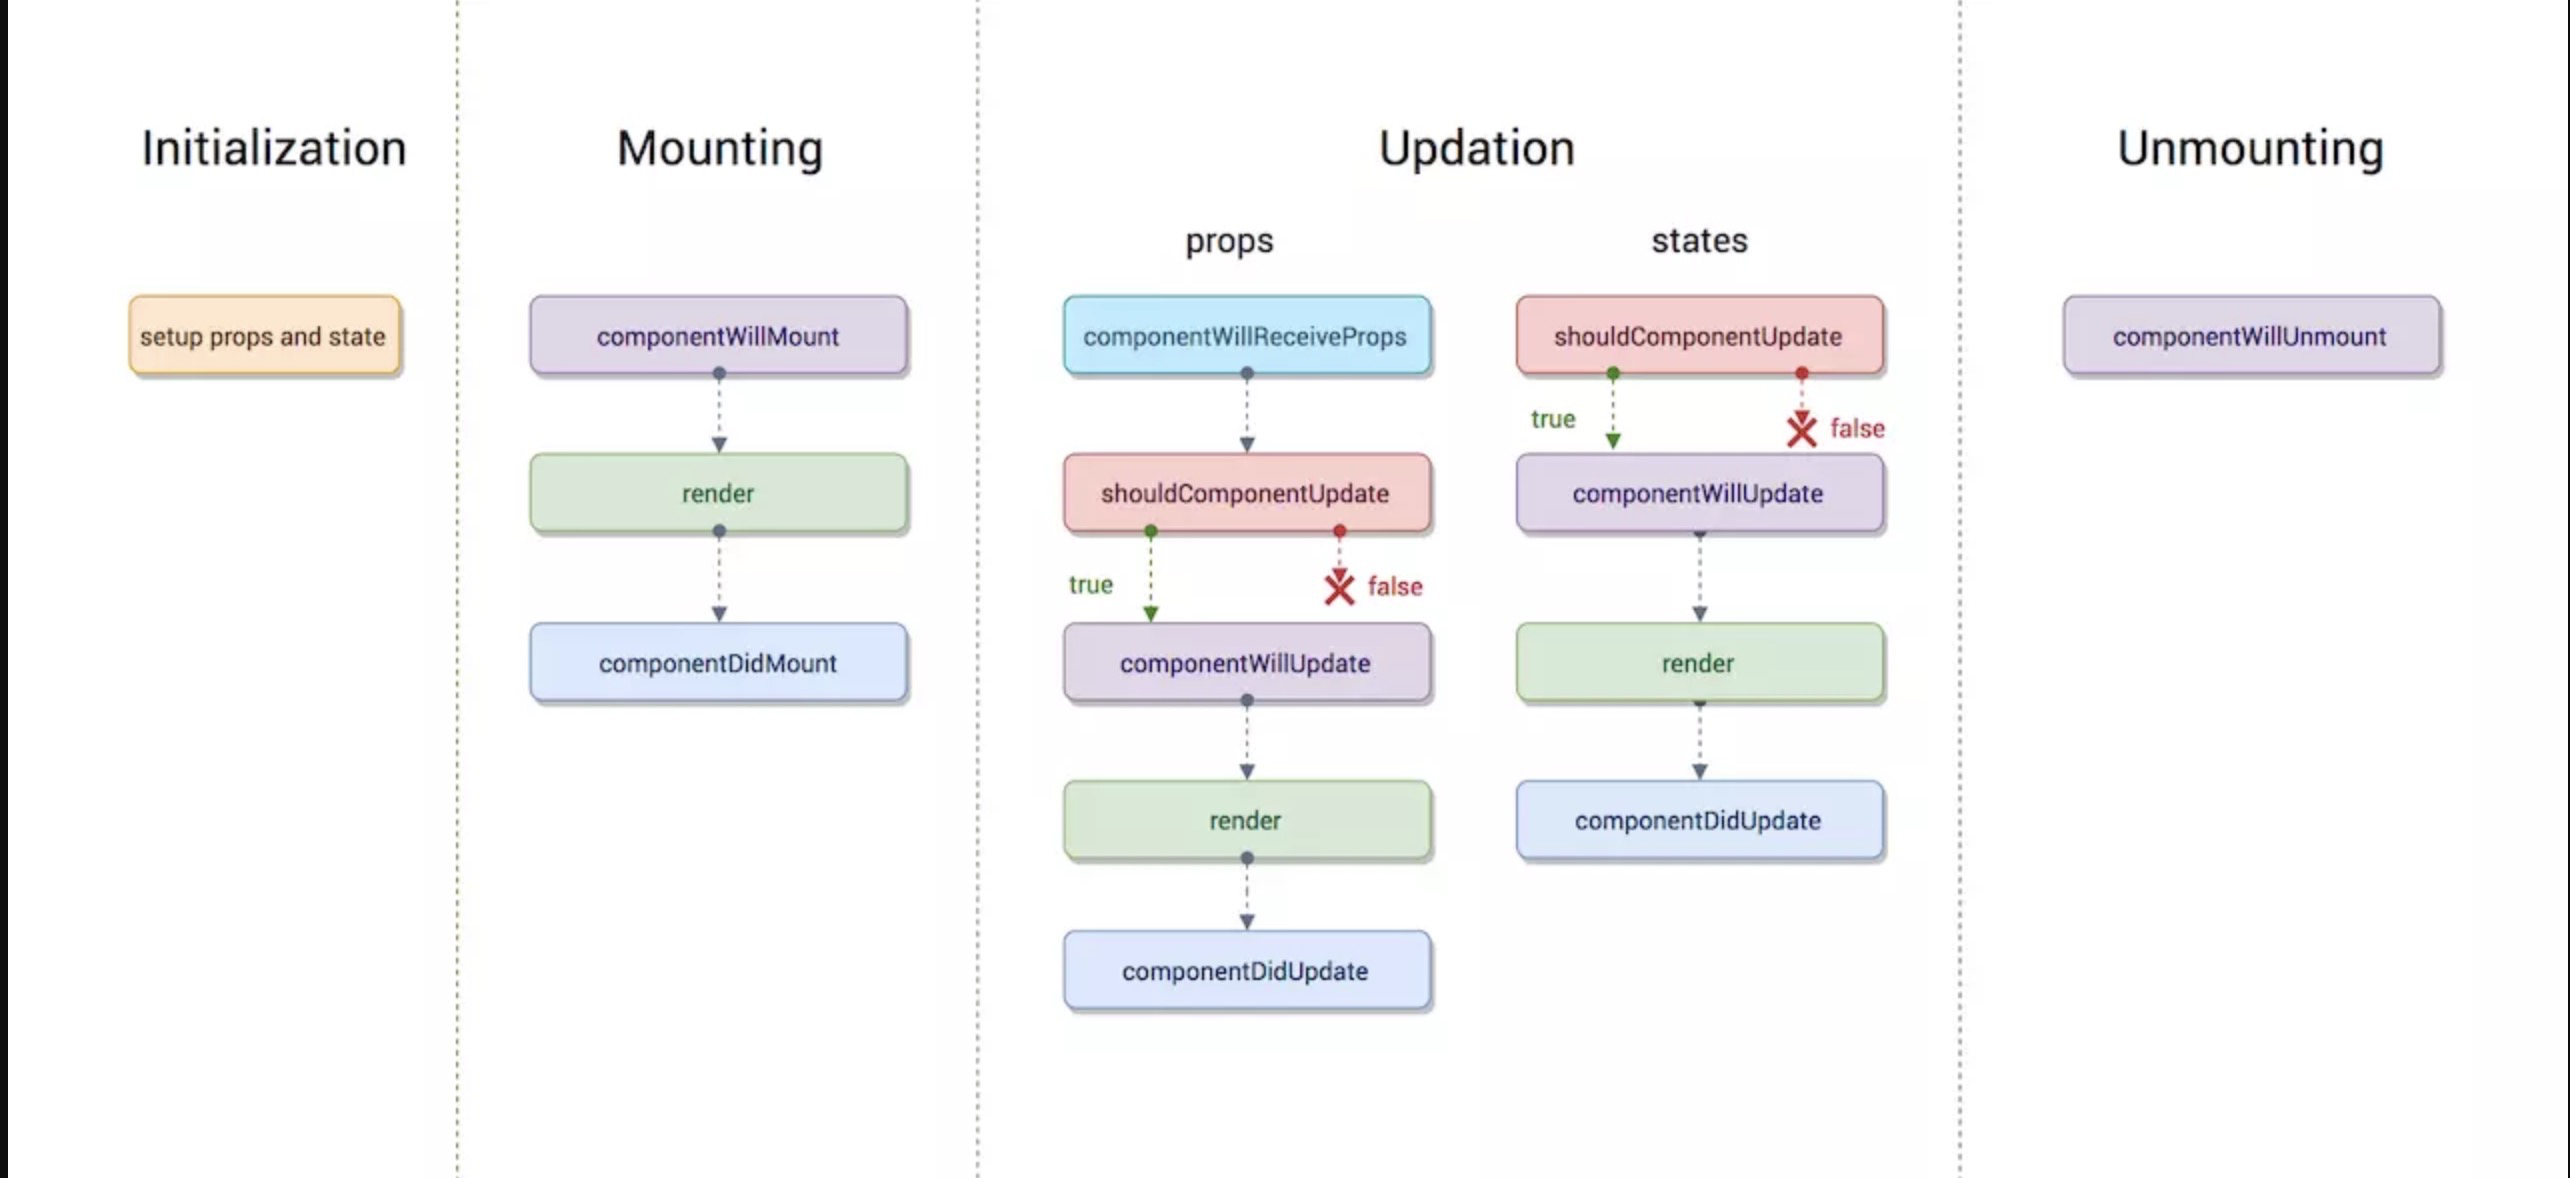 Initialization
setup props and state
Mounting
componentWillMount
render
componentDidMount
Updation
props
componentWillReceiveProps
shouldComponentUpdate
true
false
componentWillUpdate
render
componentDidUpdate
states
shouldComponentUpdate
true
false
componentWillUpdate
render
componentDidUpdate
Unmounting
componentWillUnmount